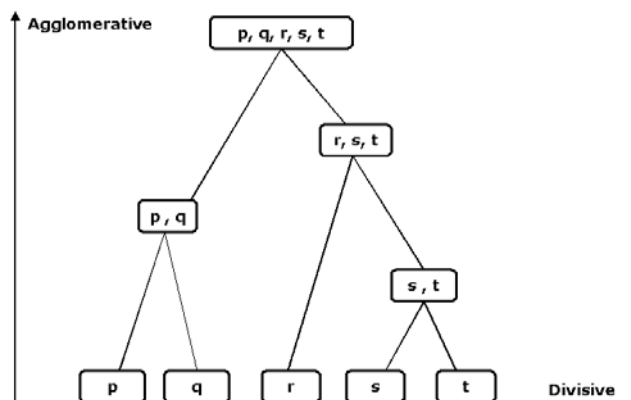 Agglomerative
p, q, r, s, t
r, s, t
p , q
s , t
p
q
r
s
t
Divisive